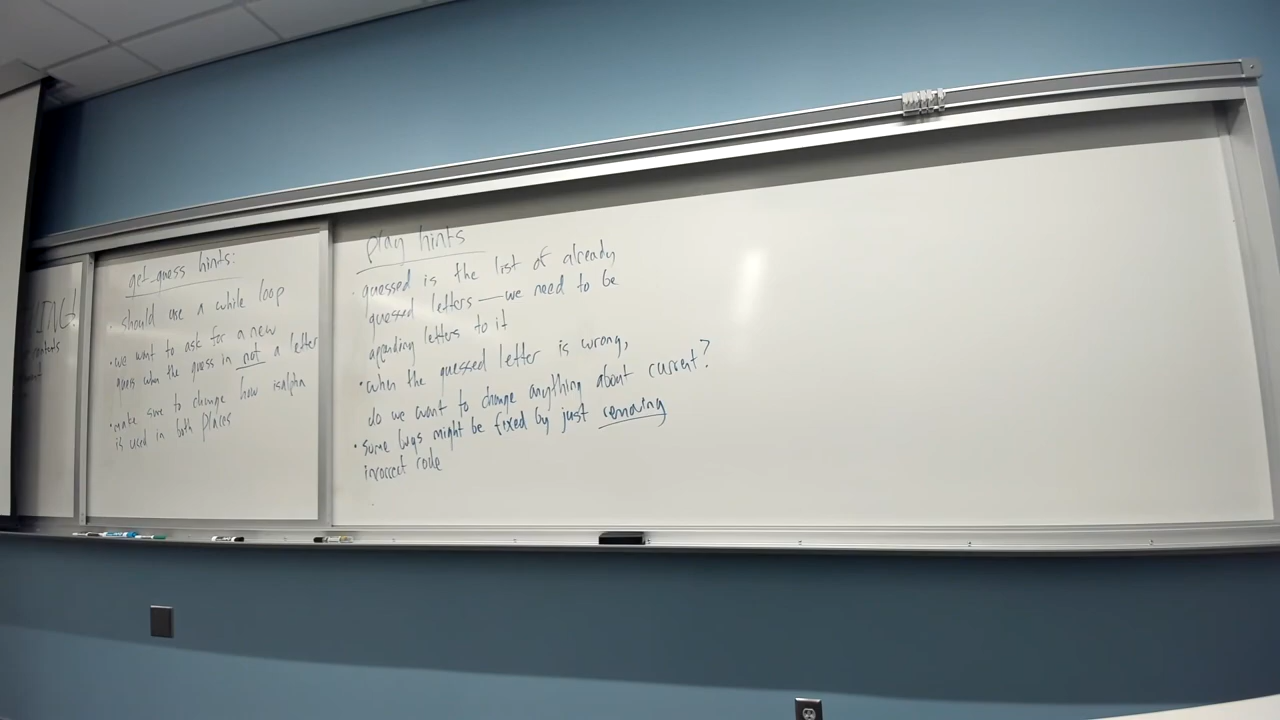 ING!
get_guess hints:
• should use a while loop
• we want to ask for a new
guess when the guess in not a letter
• make sure to change how isalpha
is used in both places
play hints
• guessed is the list of already
guessed letters — we need to be
appending letters to it
• when the guessed letter is wrong,
do we want to change anything about current?
• some bugs might be fixed by just removing
incorrect code